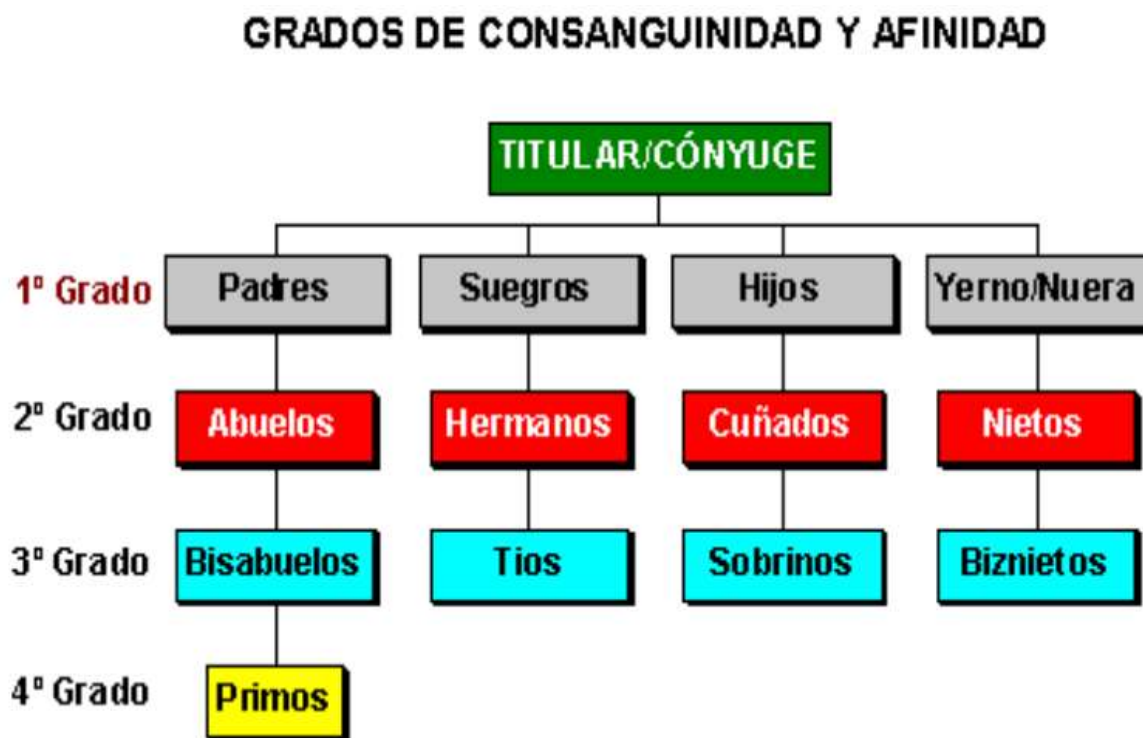 GRADOS DE CONSANGUINIDAD Y AFINIDAD
TITULAR/CÓNYUGE
1º Grado Padres Suegros Hijos Yerno/Nuera
2º Grado Abuelos Hermanos Cuñados Nietos
3º Grado Bisabuelos Tios Sobrinos Biznietos
4º Grado Primos